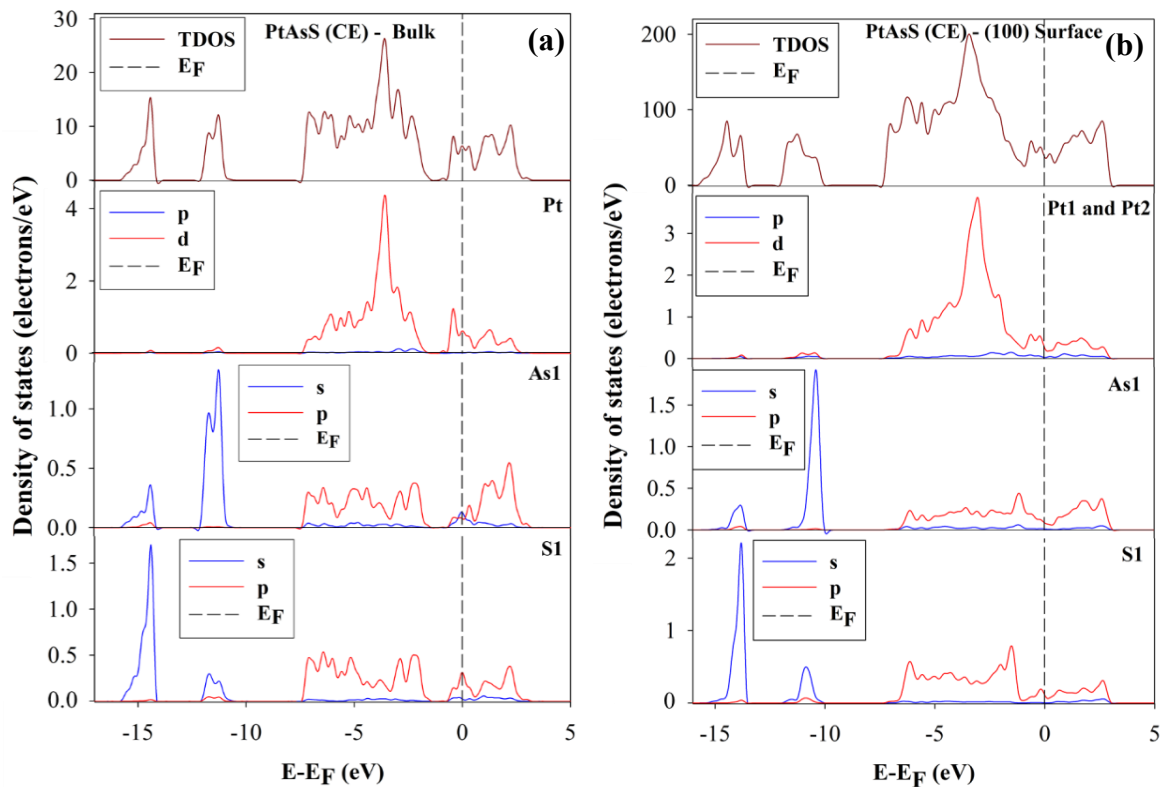 PtAsS (CE) - Bulk
(a)
TDOS
EF
30
20
10
0
Pt
p
d
EF
4
2
0
As1
s
p
EF
1.0
0.5
0.0
S1
s
p
EF
1.5
1.0
0.5
0.0
-15
-10
-5
0
5
E-EF (eV)
Density of states (electrons/eV)
PtAsS (CE) - (100) Surface
(b)
TDOS
EF
200
100
0
Pt1 and Pt2
p
d
EF
3
2
1
0
As1
s
p
EF
1.5
1.0
0.5
0.0
S1
s
p
EF
2
1
0
-15
-10
-5
0
5
E-EF (eV)
Density of states (electrons/eV)